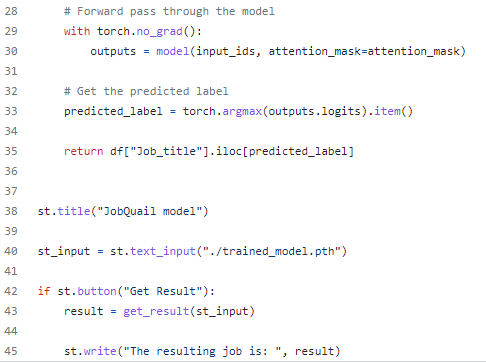 28 # Forward pass through the model
29 with torch.no_grad():
30 outputs = model(input_ids, attention_mask=attention_mask)
31
32 # Get the predicted label
33 predicted_label = torch.argmax(outputs.logits).item()
34
35 return df["Job_title"].iloc[predicted_label]
36
37
38 st.title("JobQuail model")
39
40 st_input = st.text_input("./trained_model.pth")
41
42 if st.button("Get Result"):
43 result = get_result(st_input)
44
45 st.write("The resulting job is: ", result)